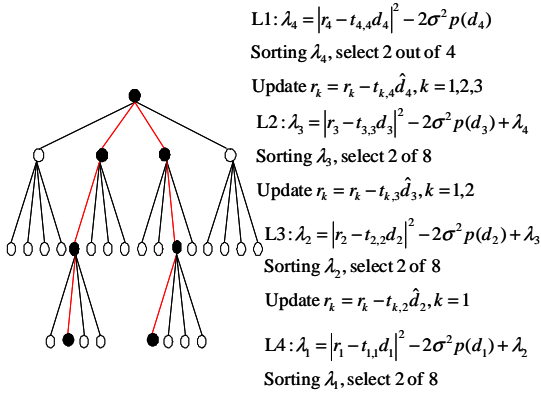 L1: λ₄ = |r₄ − t₄,₄d₄|² − 2σ²p(d₄)
Sorting λ₄, select 2 out of 4
Update rₖ = rₖ − tₖ,₄d̂₄, k = 1,2,3
L2: λ₃ = |r₃ − t₃,₃d₃|² − 2σ²p(d₃) + λ₄
Sorting λ₃, select 2 of 8
Update rₖ = rₖ − tₖ,₃d̂₃, k = 1,2
L3: λ₂ = |r₂ − t₂,₂d₂|² − 2σ²p(d₂) + λ₃
Sorting λ₂, select 2 of 8
Update rₖ = rₖ − tₖ,₂d̂₂, k = 1
L4: λ₁ = |r₁ − t₁,₁d₁|² − 2σ²p(d₁) + λ₂
Sorting λ₁, select 2 of 8